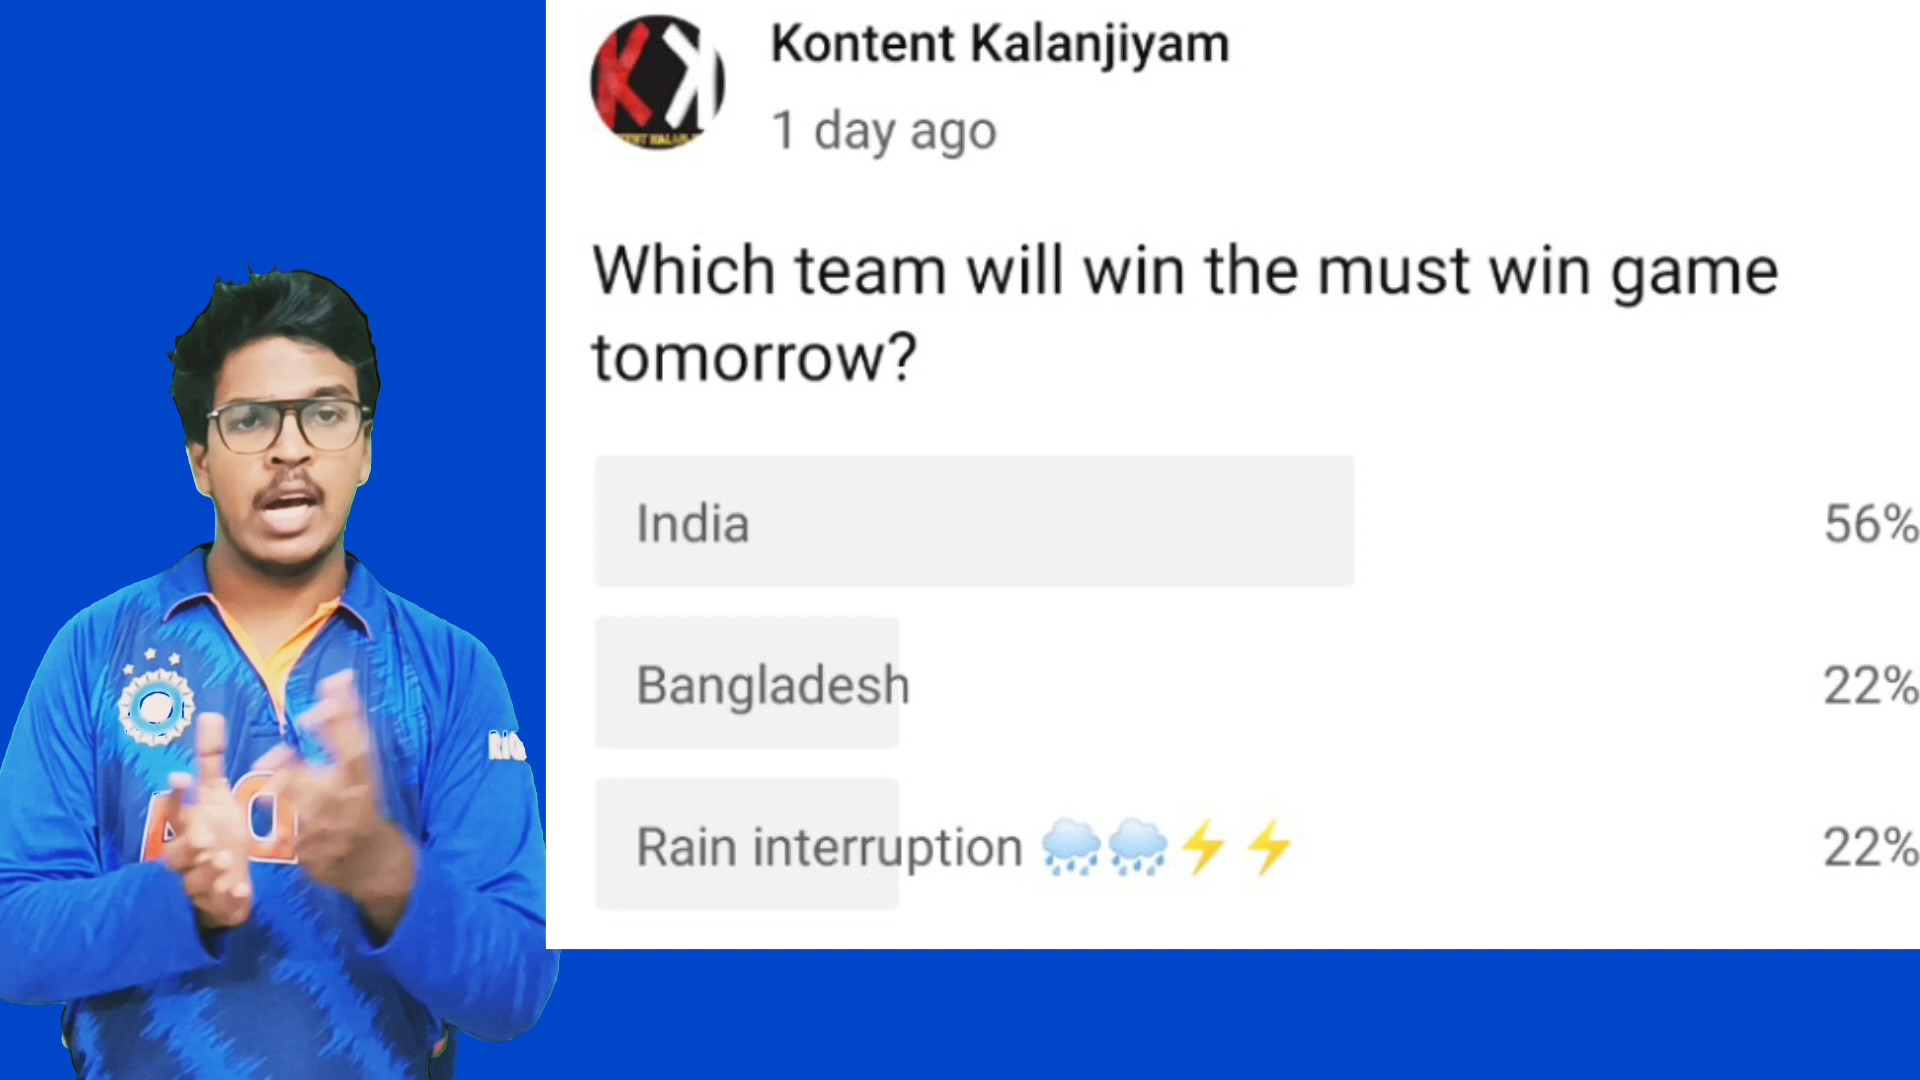 Kontent Kalanjiyam
1 day ago
Which team will win the must win game
tomorrow?
India
56%
Bangladesh
22%
Rain interruption 🌧️🌧️⚡⚡
22%